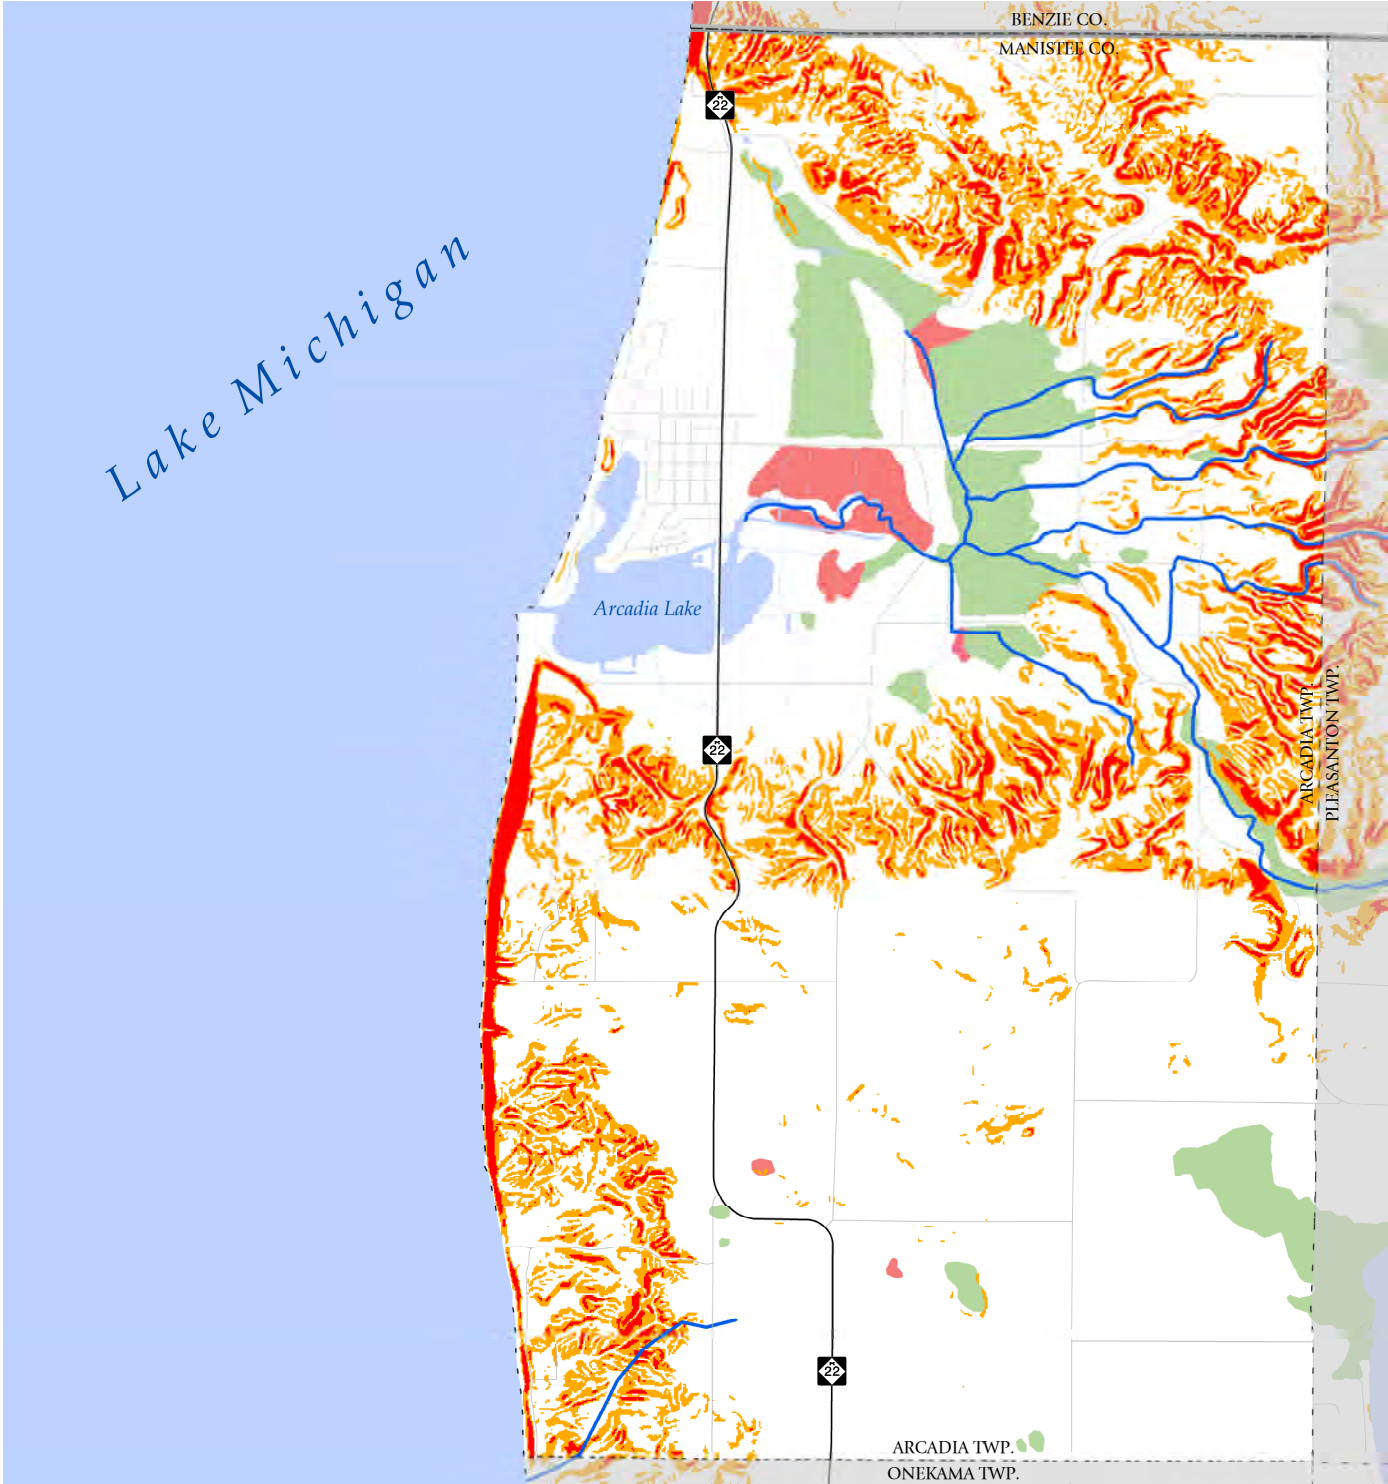 BENZIE CO.
MANISTEE CO.
M
22
Lake Michigan
Arcadia Lake
ARCADIA TWP.
PLEASANTON TWP.
M
22
M
22
ARCADIA TWP.
ONEKAMA TWP.